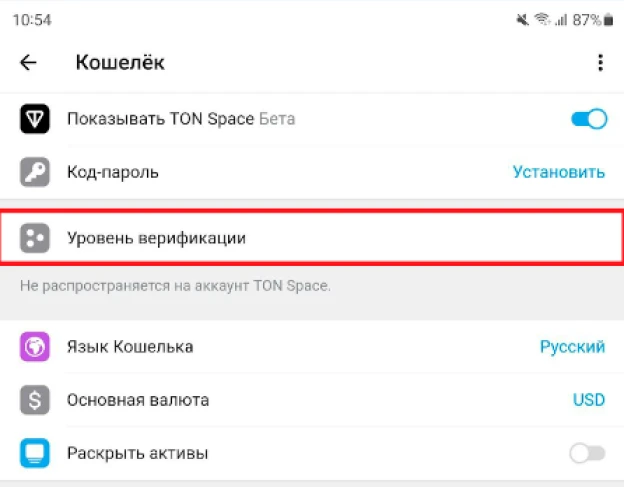 10:54 87%
Кошелёк
Показывать TON Space Бета
Код-пароль Установить
Уровень верификации
Не распространяется на аккаунт TON Space.
Язык Кошелька Русский
$ Основная валюта USD
Раскрыть активы